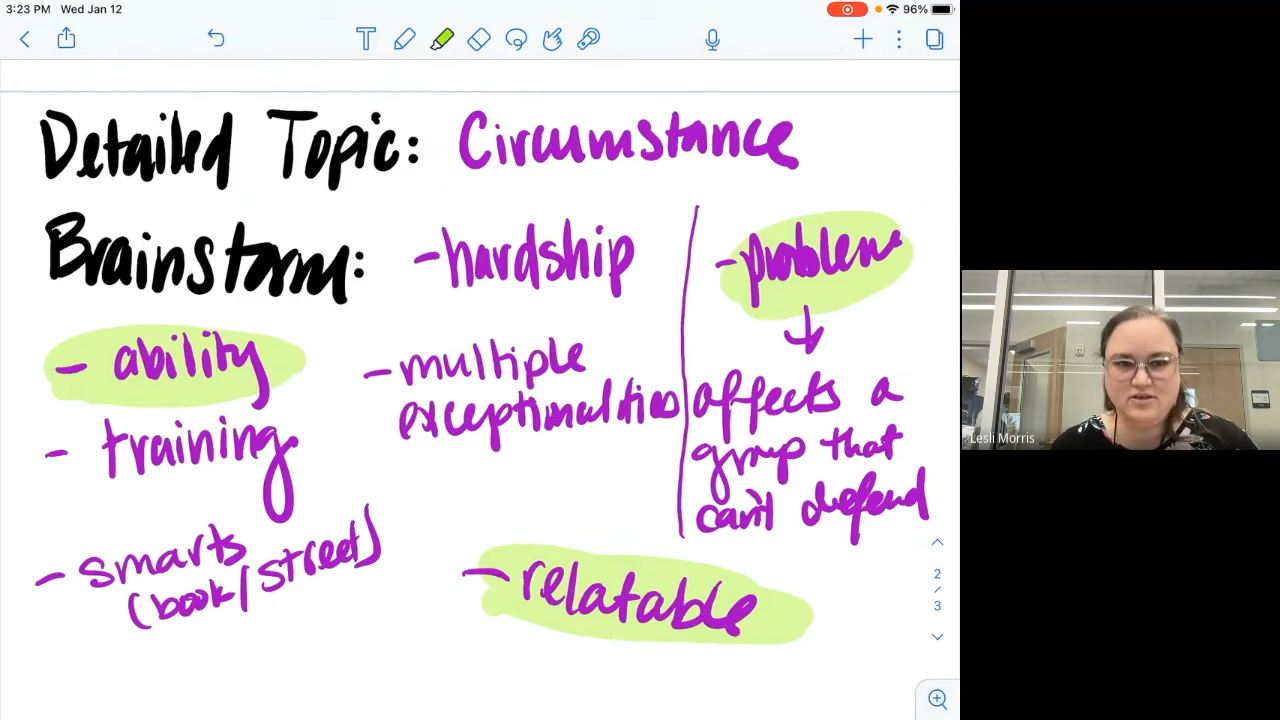 3:23 PM Wed Jan 12
96%
Detailed Topic: Circumstance
Brainstorm:
- hardship
- problem
- ability
- multiple
exceptionalities
affects a
group that
can't defend
- training
- smarts
(book/street)
- relatable
2
/
3
Lesli Morris